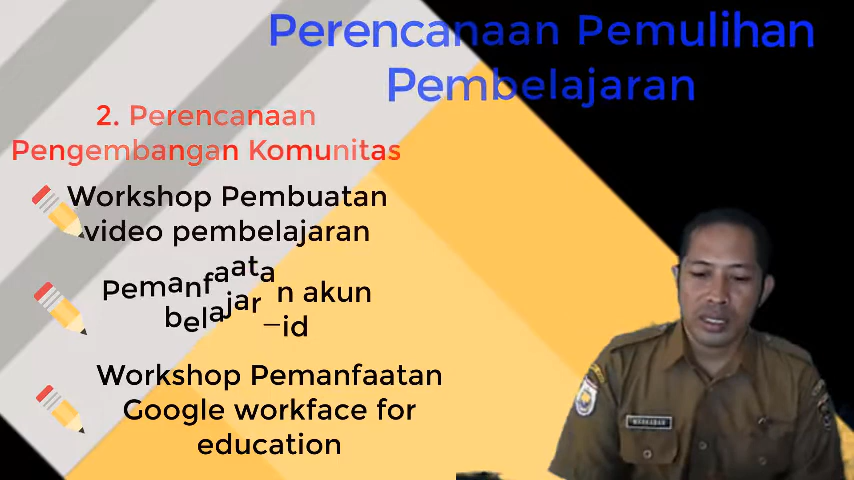 Perencanaan Pemulihan
Pembelajaran
2. Perencanaan
Pengembangan Komunitas
Workshop Pembuatan
video pembelajaran
Pemanfaatan akun
belajar –id
Workshop Pemanfaatan
Google workface for
education